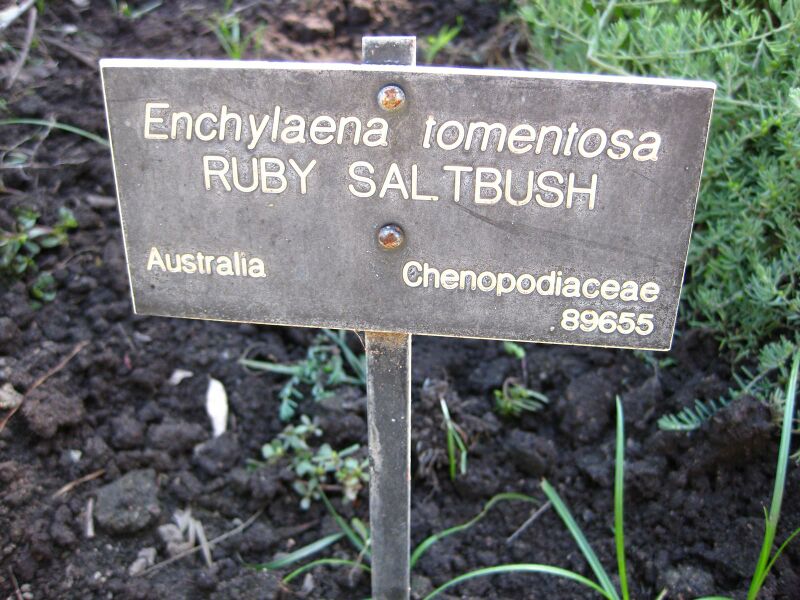 Enchylaena tomentosa
RUBY SALTBUSH
Australia Chenopodiaceae
89655